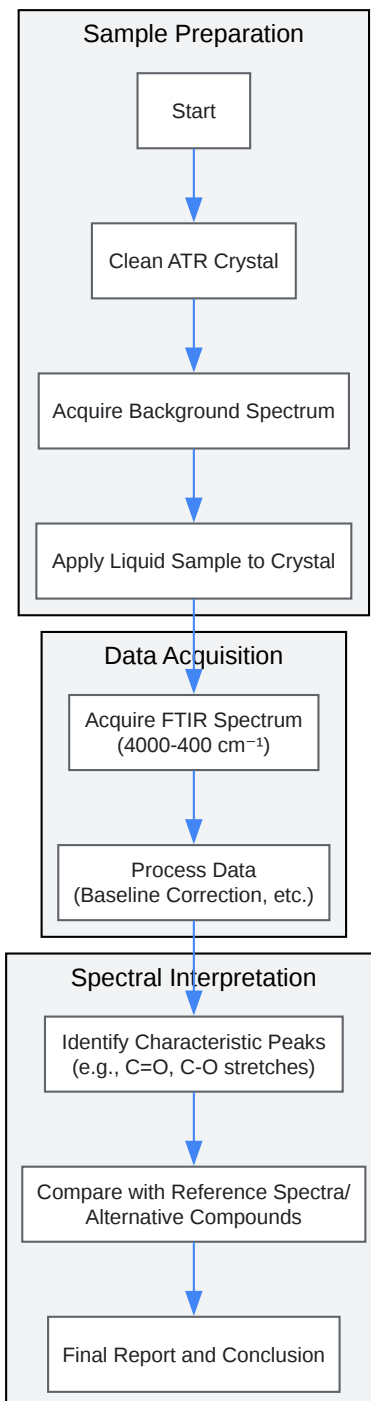 Sample Preparation
Start
Clean ATR Crystal
Acquire Background Spectrum
Apply Liquid Sample to Crystal
Data Acquisition
Acquire FTIR Spectrum
(4000-400 cm⁻¹)
Process Data
(Baseline Correction, etc.)
Spectral Interpretation
Identify Characteristic Peaks
(e.g., C=O, C-O stretches)
Compare with Reference Spectra/
Alternative Compounds
Final Report and Conclusion